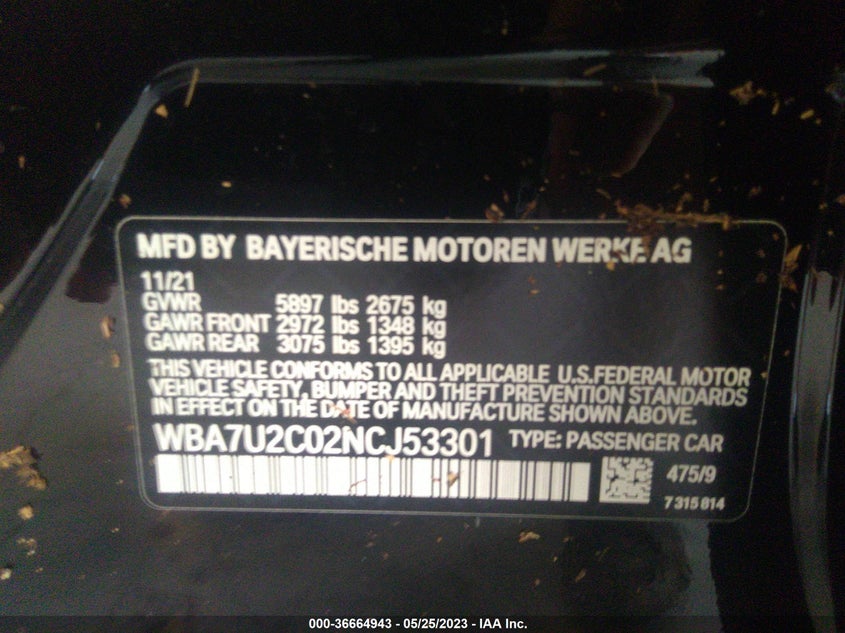 MFD BY BAYERISCHE MOTOREN WERKE AG
11/21
GVWR 5897 lbs 2675 kg
GAWR FRONT 2972 lbs 1348 kg
GAWR REAR 3075 lbs 1395 kg
THIS VEHICLE CONFORMS TO ALL APPLICABLE U.S.FEDERAL MOTOR
VEHICLE SAFETY, BUMPER AND THEFT PREVENTION STANDARDS
IN EFFECT ON THE DATE OF MANUFACTURE SHOWN ABOVE.
WBA7U2C02NCJ53301 TYPE: PASSENGER CAR
475/9
7 315 814
000-36664943 - 05/25/2023 - IAA Inc.